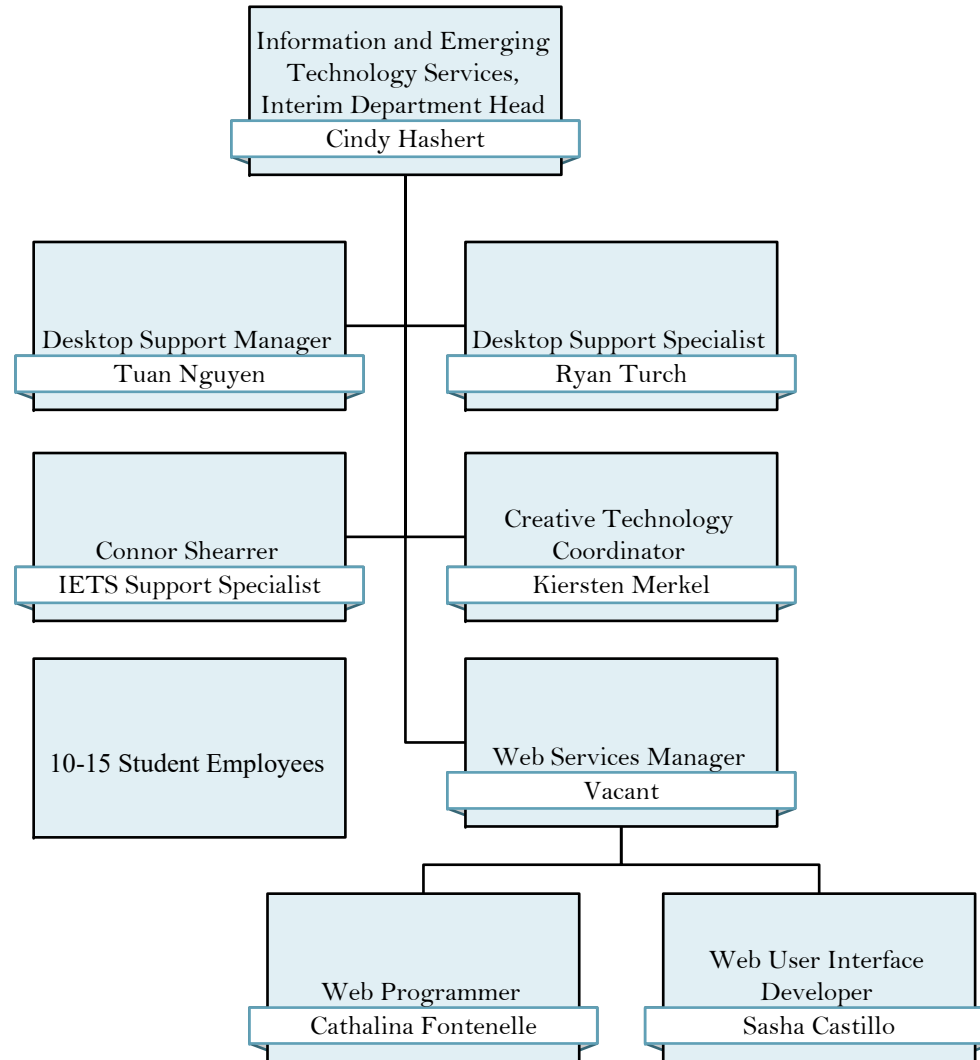 Information and Emerging
Technology Services,
Interim Department Head
Cindy Hashert
Desktop Support Manager
Tuan Nguyen
Desktop Support Specialist
Ryan Turch
Connor Shearrer
IETS Support Specialist
Creative Technology
Coordinator
Kiersten Merkel
10-15 Student Employees
Web Services Manager
Vacant
Web Programmer
Cathalina Fontenelle
Web User Interface
Developer
Sasha Castillo